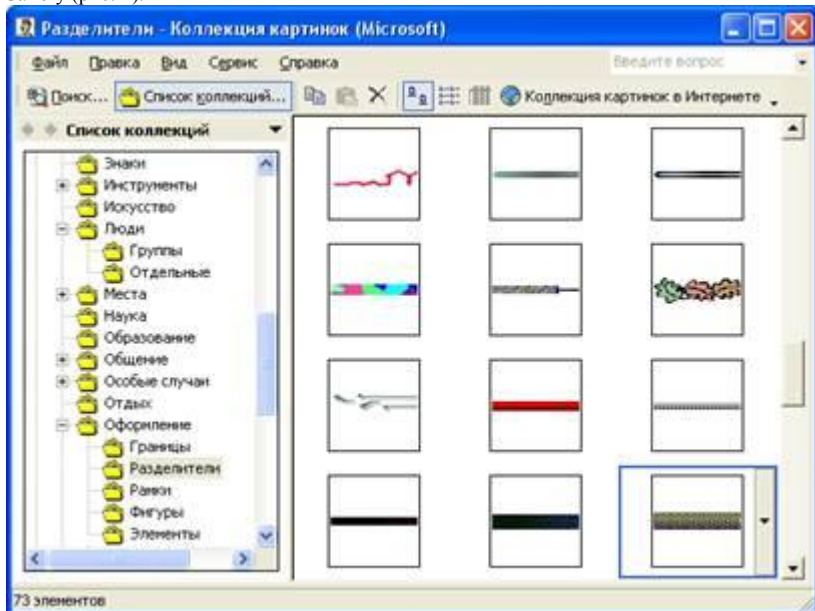 Разделители - Коллекция картинок (Microsoft)
Файл Правка Вид Сервис Справка Введите вопрос
Поиск... Список коллекций... Коллекция картинок в Интернете
Список коллекций
Знаки
Инструменты
Искусство
Люди
Группы
Отдельные
Места
Наука
Образование
Общение
Особые случаи
Отдых
Оформление
Границы
Разделители
Рамки
Фигуры
Элементы
73 элементов